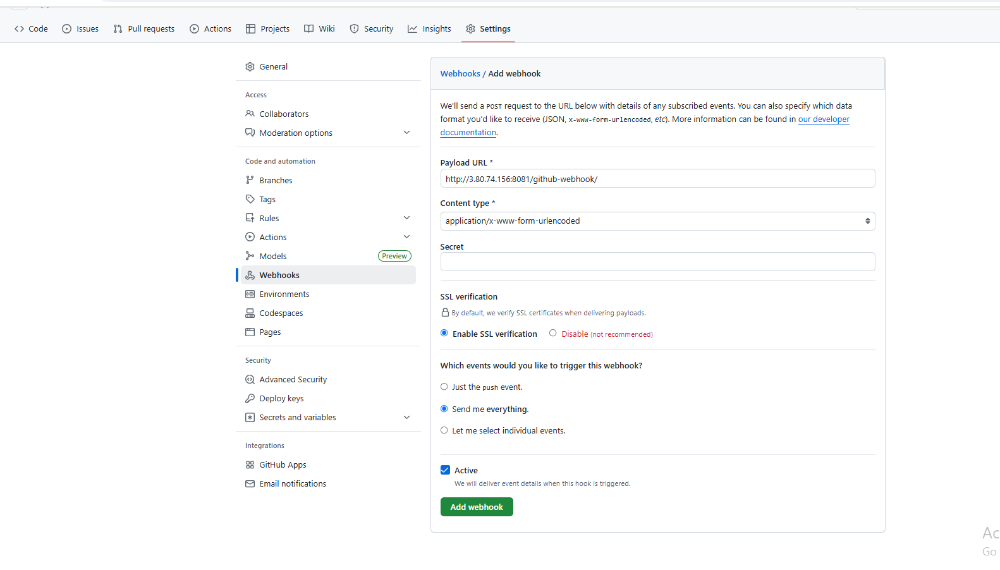 Code Issues Pull requests Actions Projects Wiki Security Insights Settings
General
Access
Collaborators
Moderation options
Code and automation
Branches
Tags
Rules
Actions
Models Preview
Webhooks
Environments
Codespaces
Pages
Security
Advanced Security
Deploy keys
Secrets and variables
Integrations
GitHub Apps
Email notifications
Webhooks / Add webhook
We'll send a POST request to the URL below with details of any subscribed events. You can also specify which data
format you'd like to receive (JSON, x-www-form-urlencoded, etc). More information can be found in our developer
documentation.
Payload URL *
http://3.80.74.156:8081/github-webhook/
Content type *
application/x-www-form-urlencoded
Secret
SSL verification
By default, we verify SSL certificates when delivering payloads.
Enable SSL verification Disable (not recommended)
Which events would you like to trigger this webhook?
Just the push event.
Send me everything.
Let me select individual events.
Active
We will deliver event details when this hook is triggered.
Add webhook
Ac
Go